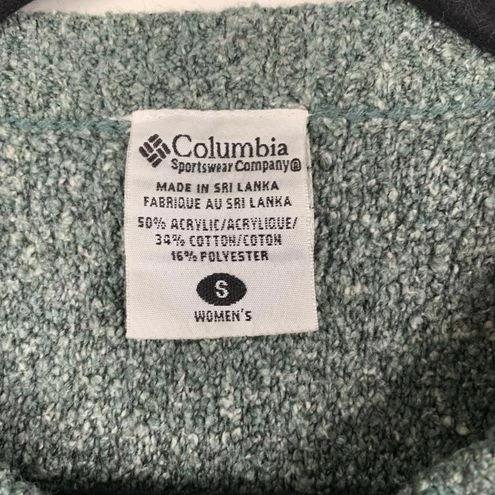 Columbia
Sportswear Company®
MADE IN SRI LANKA
FABRIQUE AU SRI LANKA
50% ACRYLIC/ACRYLIQUE/
34% COTTON/COTON
16% POLYESTER
S
WOMEN'S